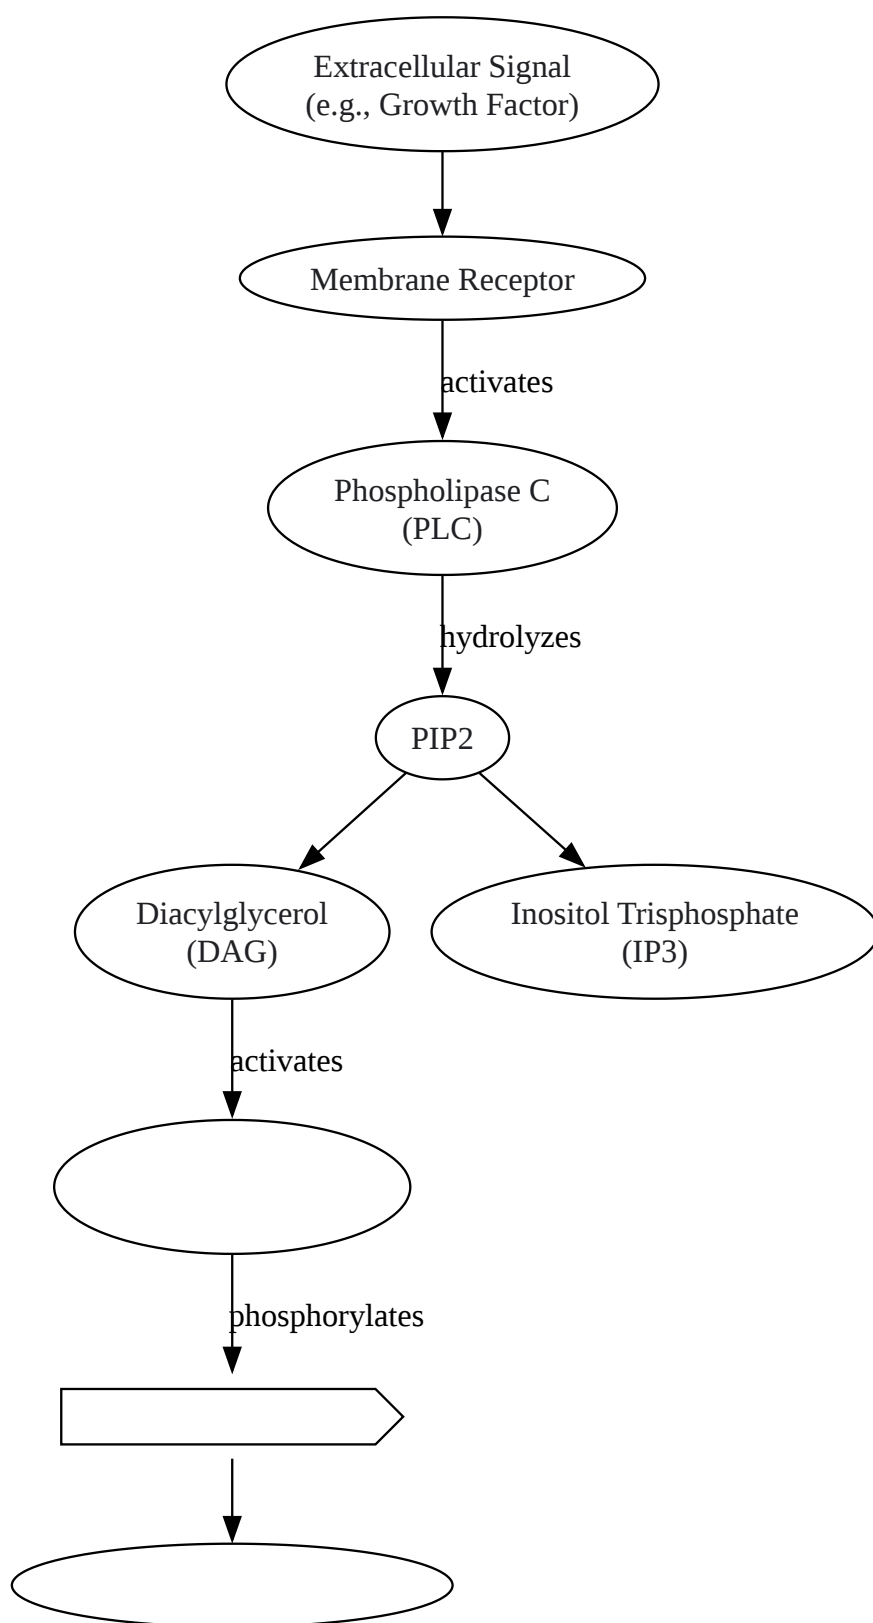 Extracellular Signal
(e.g., Growth Factor)
Membrane Receptor
activates
Phospholipase C
(PLC)
hydrolyzes
PIP2
Diacylglycerol
(DAG)
Inositol Trisphosphate
(IP3)
activates
phosphorylates